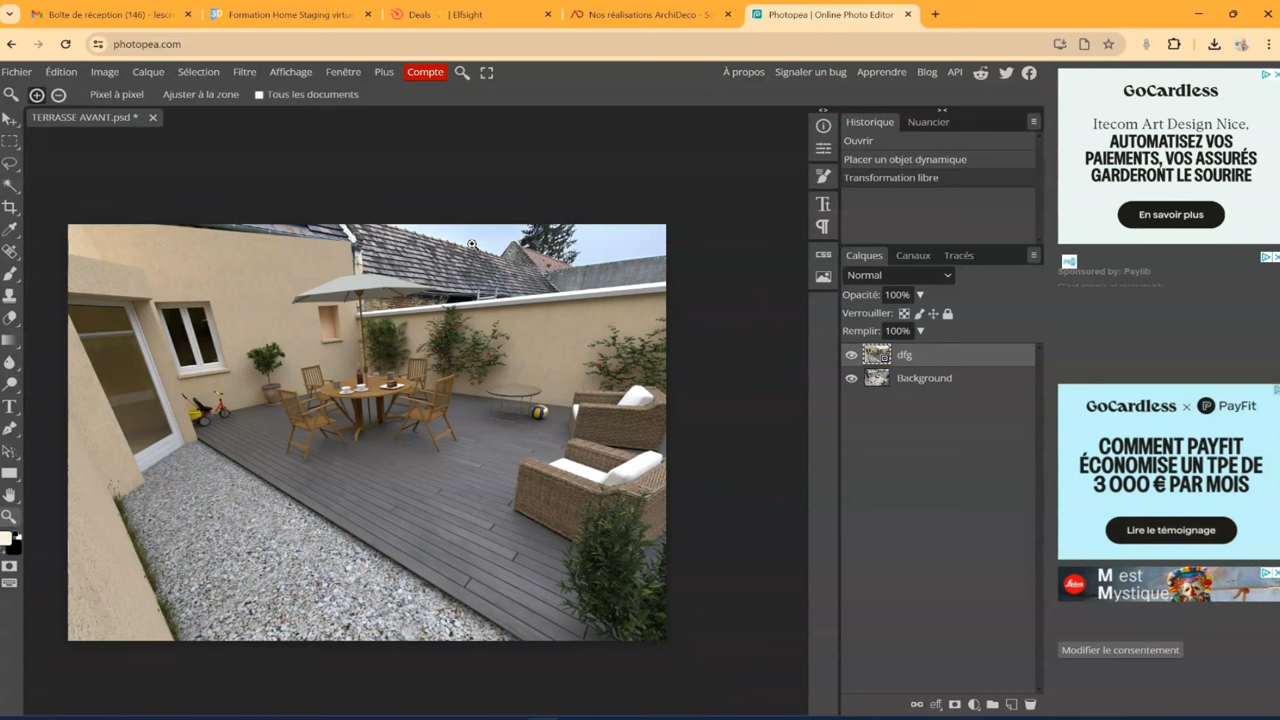 Boîte de réception (146) - lescr
Formation Home Staging virtue
Deals | Elfsight
Nos réalisations ArchiDeco - S
Photopea | Online Photo Editor
photopea.com
Fichier Édition Image Calque Sélection Filtre Affichage Fenêtre Plus Compte
À propos Signaler un bug Apprendre Blog API
Pixel à pixel Ajuster à la zone Tous les documents
TERRASSE AVANT.psd *
Historique Nuancier
Ouvrir
Placer un objet dynamique
Transformation libre
CSS
Calques Canaux Tracés
Normal
Opacité: 100%
Verrouiller:
Remplir: 100%
dfg
Background
eff
GoCardless
Itecom Art Design Nice,
AUTOMATISEZ VOS
PAIEMENTS, VOS ASSURÉS
GARDERONT LE SOURIRE
En savoir plus
Sponsored by: Paylib
GoCardless × PayFit
COMMENT PAYFIT
ÉCONOMISE UN TPE DE
3 000 € PAR MOIS
Lire le témoignage
Leica
M est
Mystique
Modifier le consentement